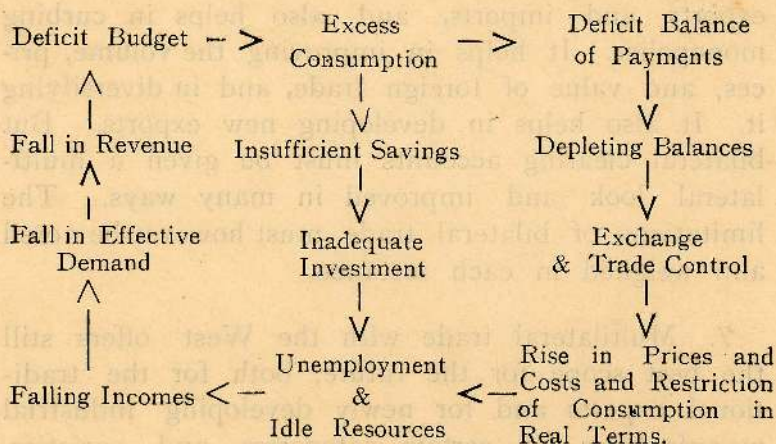 Deficit Budget
Excess
Consumption
Deficit Balance
of Payments
Fall in Revenue
Insufficient Savings
Depleting Balances
Fall in Effective
Demand
Inadequate
Investment
Exchange
& Trade Control
Falling Incomes
Unemployment
&
Idle Resources
Rise in Prices and
Costs and Restriction
of Consumption in
Real Terms.